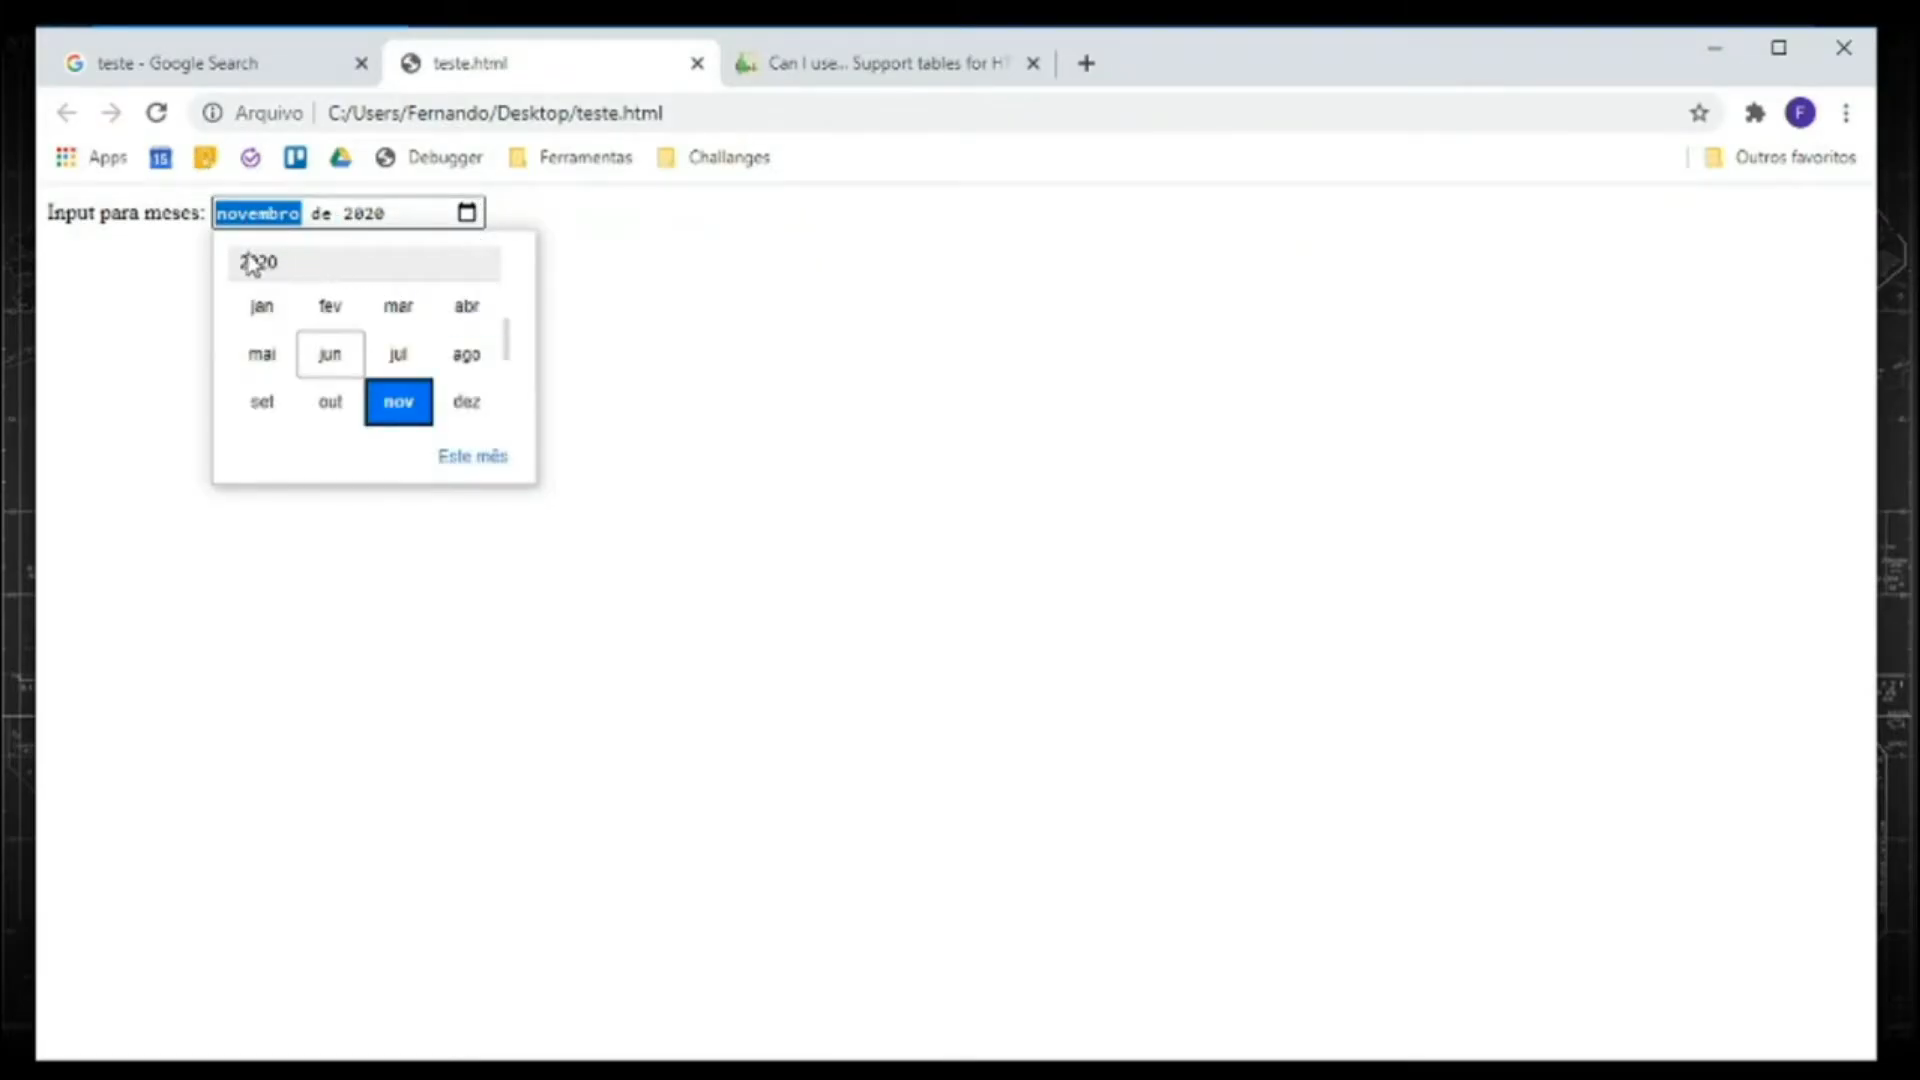 teste - Google Search
teste.html
Can I use... Support tables for HT
Arquivo
C:/Users/Fernando/Desktop/teste.html
F
Apps
15
Debugger
Ferramentas
Challanges
Outros favoritos
Input para meses: novembro de 2020
2020
jan fev mar abr
mai jun jul ago
set out nov dez
Este mês